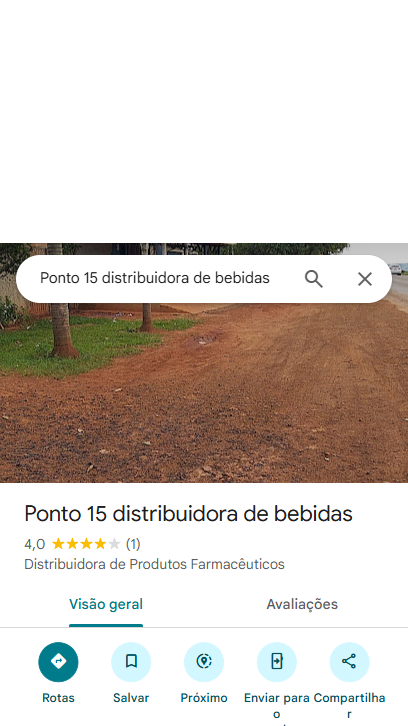 Ponto 15 distribuidora de bebidas
Ponto 15 distribuidora de bebidas
4,0 (1)
Distribuidora de Produtos Farmacêuticos
Visão geral Avaliações
Rotas Salvar Próximo Enviar para o Compartilhar